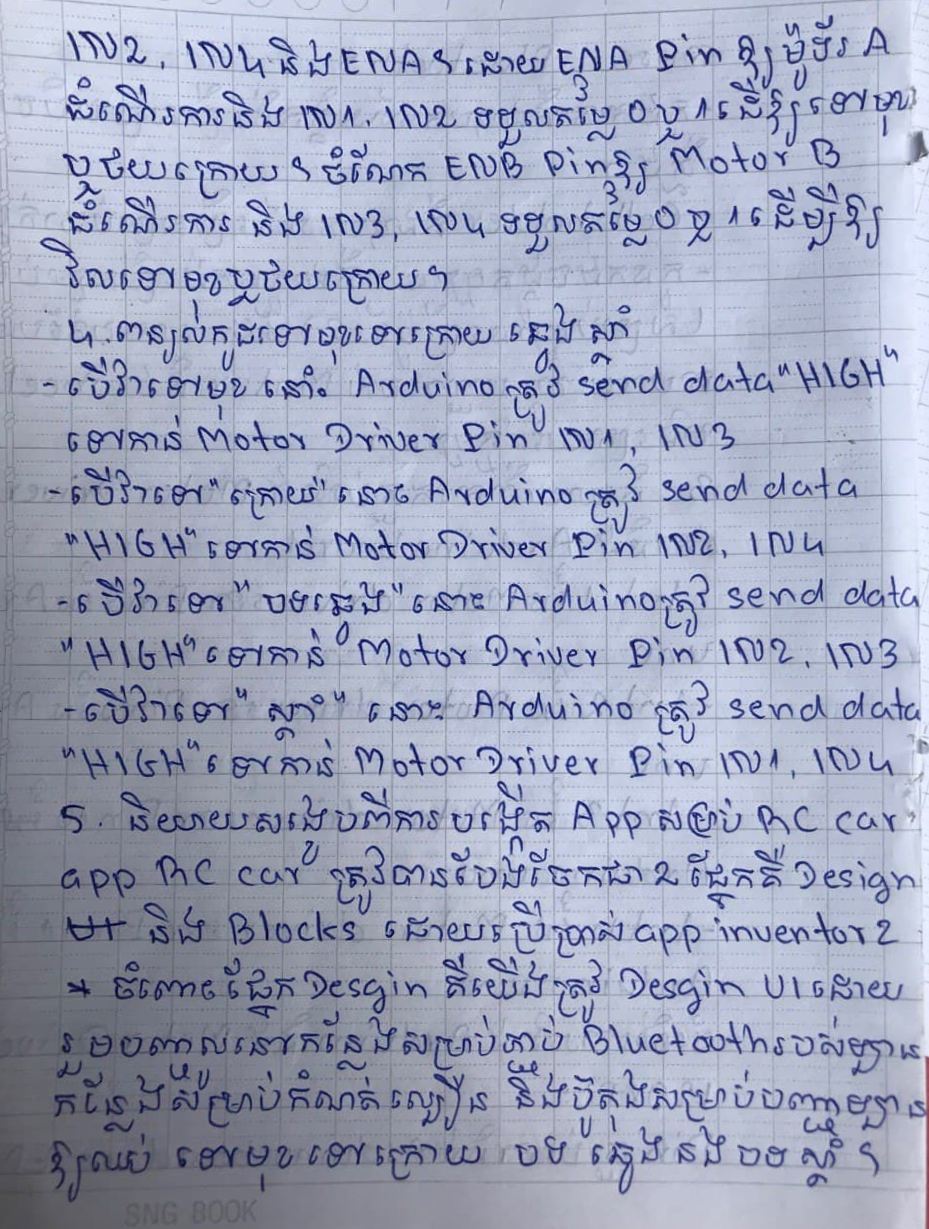 IN2, IN4 និង ENA ។ ដោយ ENA Pin ឱ្យម៉ូទ័រ A
ដំណើរការនិង IN1, IN2 ទទួលតម្លៃ 0 ឬ 1 ដើឱ្យទៅមុខ
ឬថយក្រោយ ។ ចំណែក ENB Pin ឱ្យ Motor B
ដំណើរការ និង IN3, IN4 ទទួលតម្លៃ 0 ឬ 1 ដើម្បីឱ្យ
វិលទៅមុខឬថយក្រោយ ។
4. ពន្យល់កូដទៅមុខទៅក្រោយ ឆ្វេង ស្តាំ
- បើវាទៅមុខ នោះ Arduino ត្រូវ send data "HIGH"
ទៅកាន់ Motor Driver Pin IN1, IN3
- បើវាទៅ "ក្រោយ" នោះ Arduino ត្រូវ send data
"HIGH" ទៅកាន់ Motor Driver Pin IN2, IN4
- បើវាទៅ "បទឆ្វេង" នោះ Arduino ត្រូវ send data
"HIGH" ទៅកាន់ Motor Driver Pin IN2, IN3
- បើវាទៅ "ស្តាំ" នោះ Arduino ត្រូវ send data
"HIGH" ទៅកាន់ Motor Driver Pin IN1, IN4
5. និយាយសង្ខេបពីការបង្កើត App សម្រាប់ RC car
app RC car ត្រូវបានបែងចែកជា 2 ផ្នែកគឺ Design
និង Blocks ដោយប្រើប្រាស់ app inventor 2
* ចំពោះផ្នែក Desgin គឺយើងត្រូវ Desgin UI ដោយ
រួមបញ្ចូលនៅកន្លែងសម្រាប់ភ្ជាប់ Bluetooth របស់ឡាន
កន្លែងសម្រាប់កំណត់ល្បឿន និងប៊ូតុងសម្រាប់បញ្ជាឡាន
ឱ្យឈប់ ទៅមុខ ទៅក្រោយ បទ ឆ្វេង នង បទ ស្តាំ ។
SNG BOOK